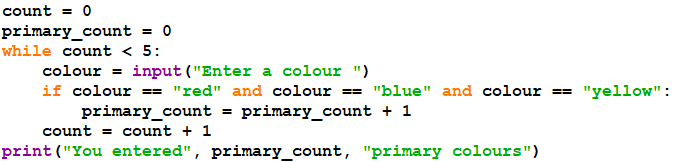 count = 0
primary_count = 0
while count < 5:
    colour = input("Enter a colour ")
    if colour == "red" and colour == "blue" and colour == "yellow":
        primary_count = primary_count + 1
    count = count + 1
print("You entered", primary_count, "primary colours")